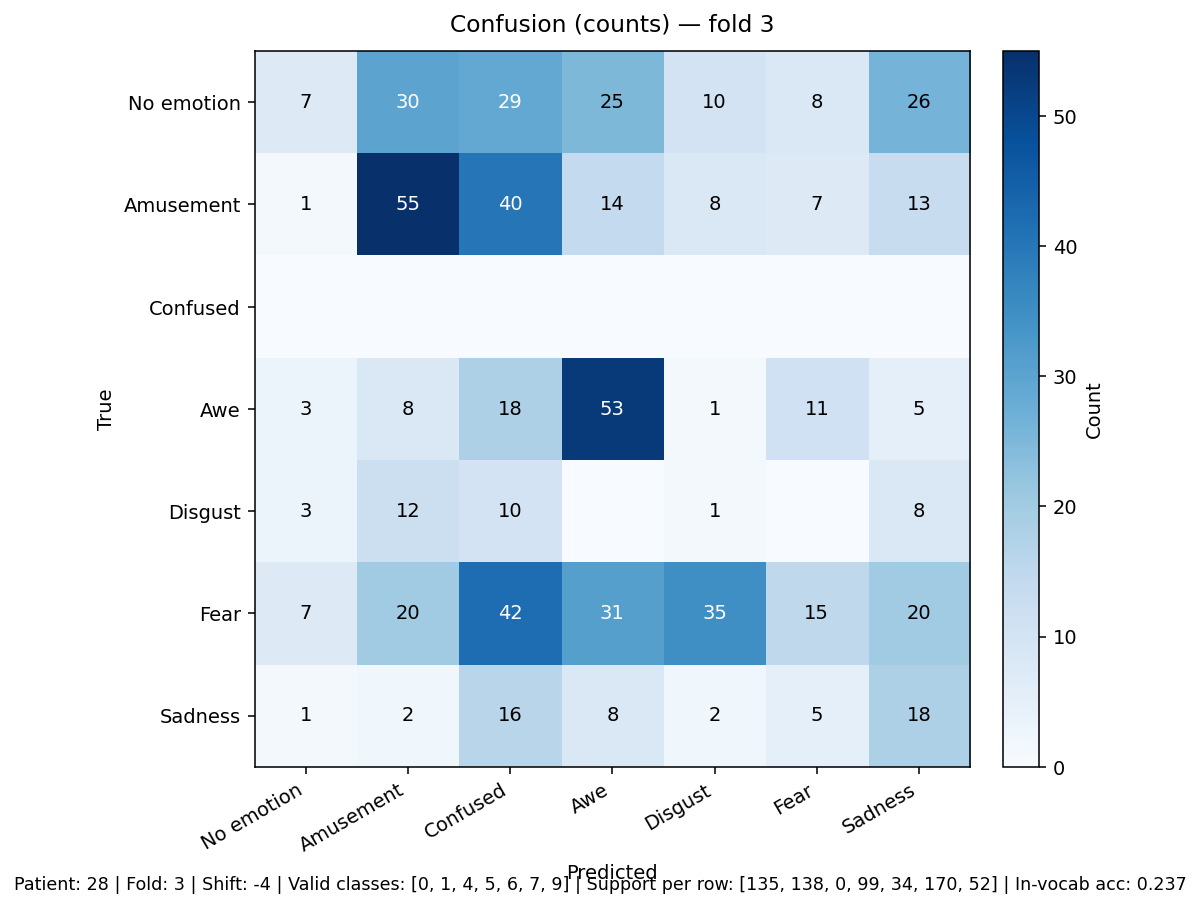 Confusion (counts) — fold 3
No emotion 7 30 29 25 10 8 26
Amusement 1 55 40 14 8 7 13
Confused
Awe 3 8 18 53 1 11 5
Disgust 3 12 10 1 8
Fear 7 20 42 31 35 15 20
Sadness 1 2 16 8 2 5 18
True
No emotion Amusement Confused Awe Disgust Fear Sadness
Predicted
50
40
30
20
10
0
Count
Patient: 28 | Fold: 3 | Shift: -4 | Valid classes: [0, 1, 4, 5, 6, 7, 9] | Support per row: [135, 138, 0, 99, 34, 170, 52] | In-vocab acc: 0.237